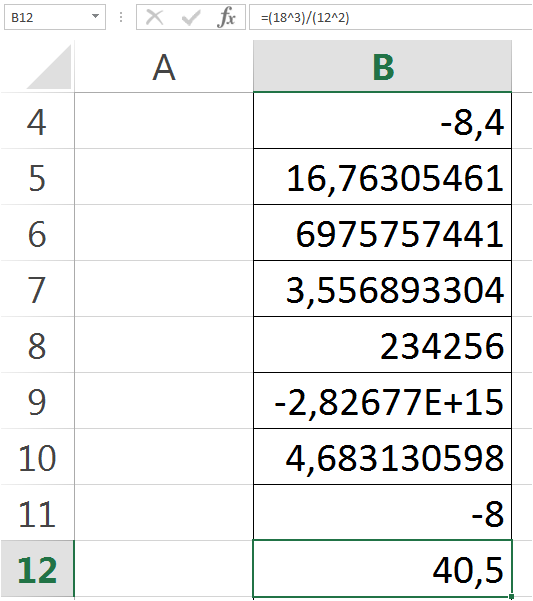 B12 fx =(18^3)/(12^2)
A B
4 -8,4
5 16,76305461
6 6975757441
7 3,556893304
8 234256
9 -2,82677E+15
10 4,683130598
11 -8
12 40,5